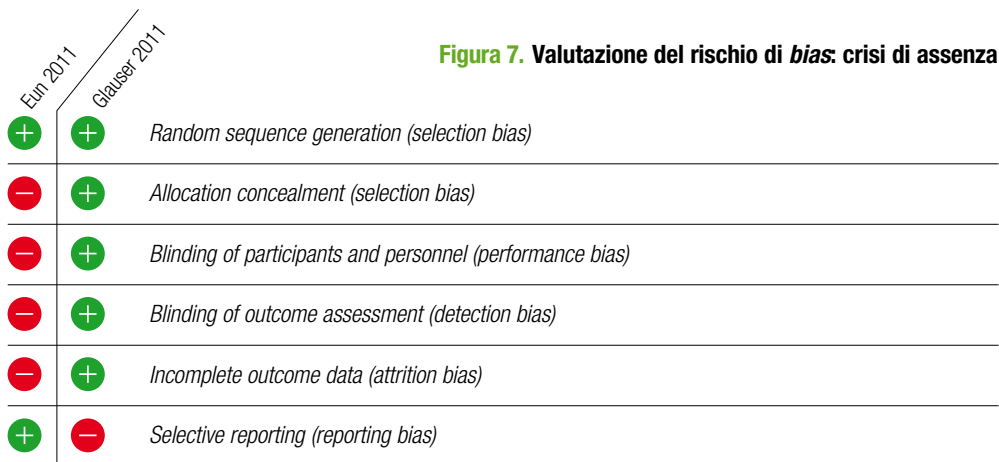 Figura 7. Valutazione del rischio di bias: crisi di assenza
Eun 2011
Glauser 2011
+ + Random sequence generation (selection bias)
− + Allocation concealment (selection bias)
− + Blinding of participants and personnel (performance bias)
− + Blinding of outcome assessment (detection bias)
− + Incomplete outcome data (attrition bias)
+ − Selective reporting (reporting bias)